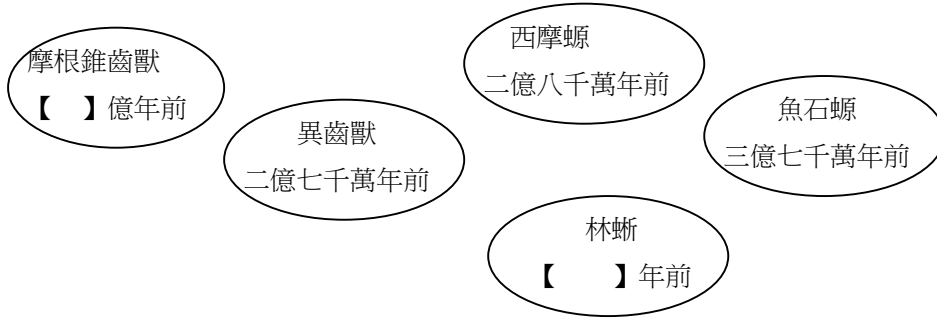 摩根錐齒獸
【　】億年前
異齒獸
二億七千萬年前
西摩螈
二億八千萬年前
魚石螈
三億七千萬年前
林蜥
【　　】年前